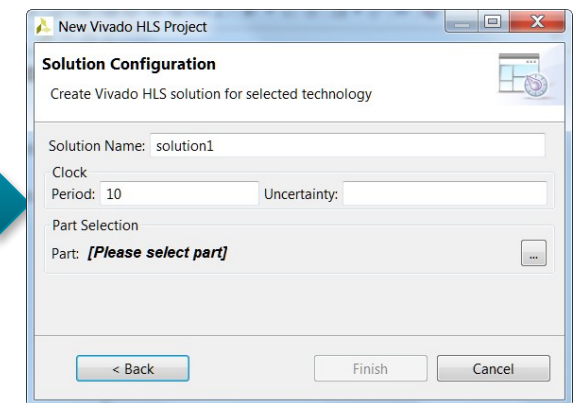 New Vivado HLS Project
Solution Configuration
Create Vivado HLS solution for selected technology
Solution Name: solution1
Clock
Period: 10 Uncertainty:
Part Selection
Part: [Please select part] ...
< Back Finish Cancel